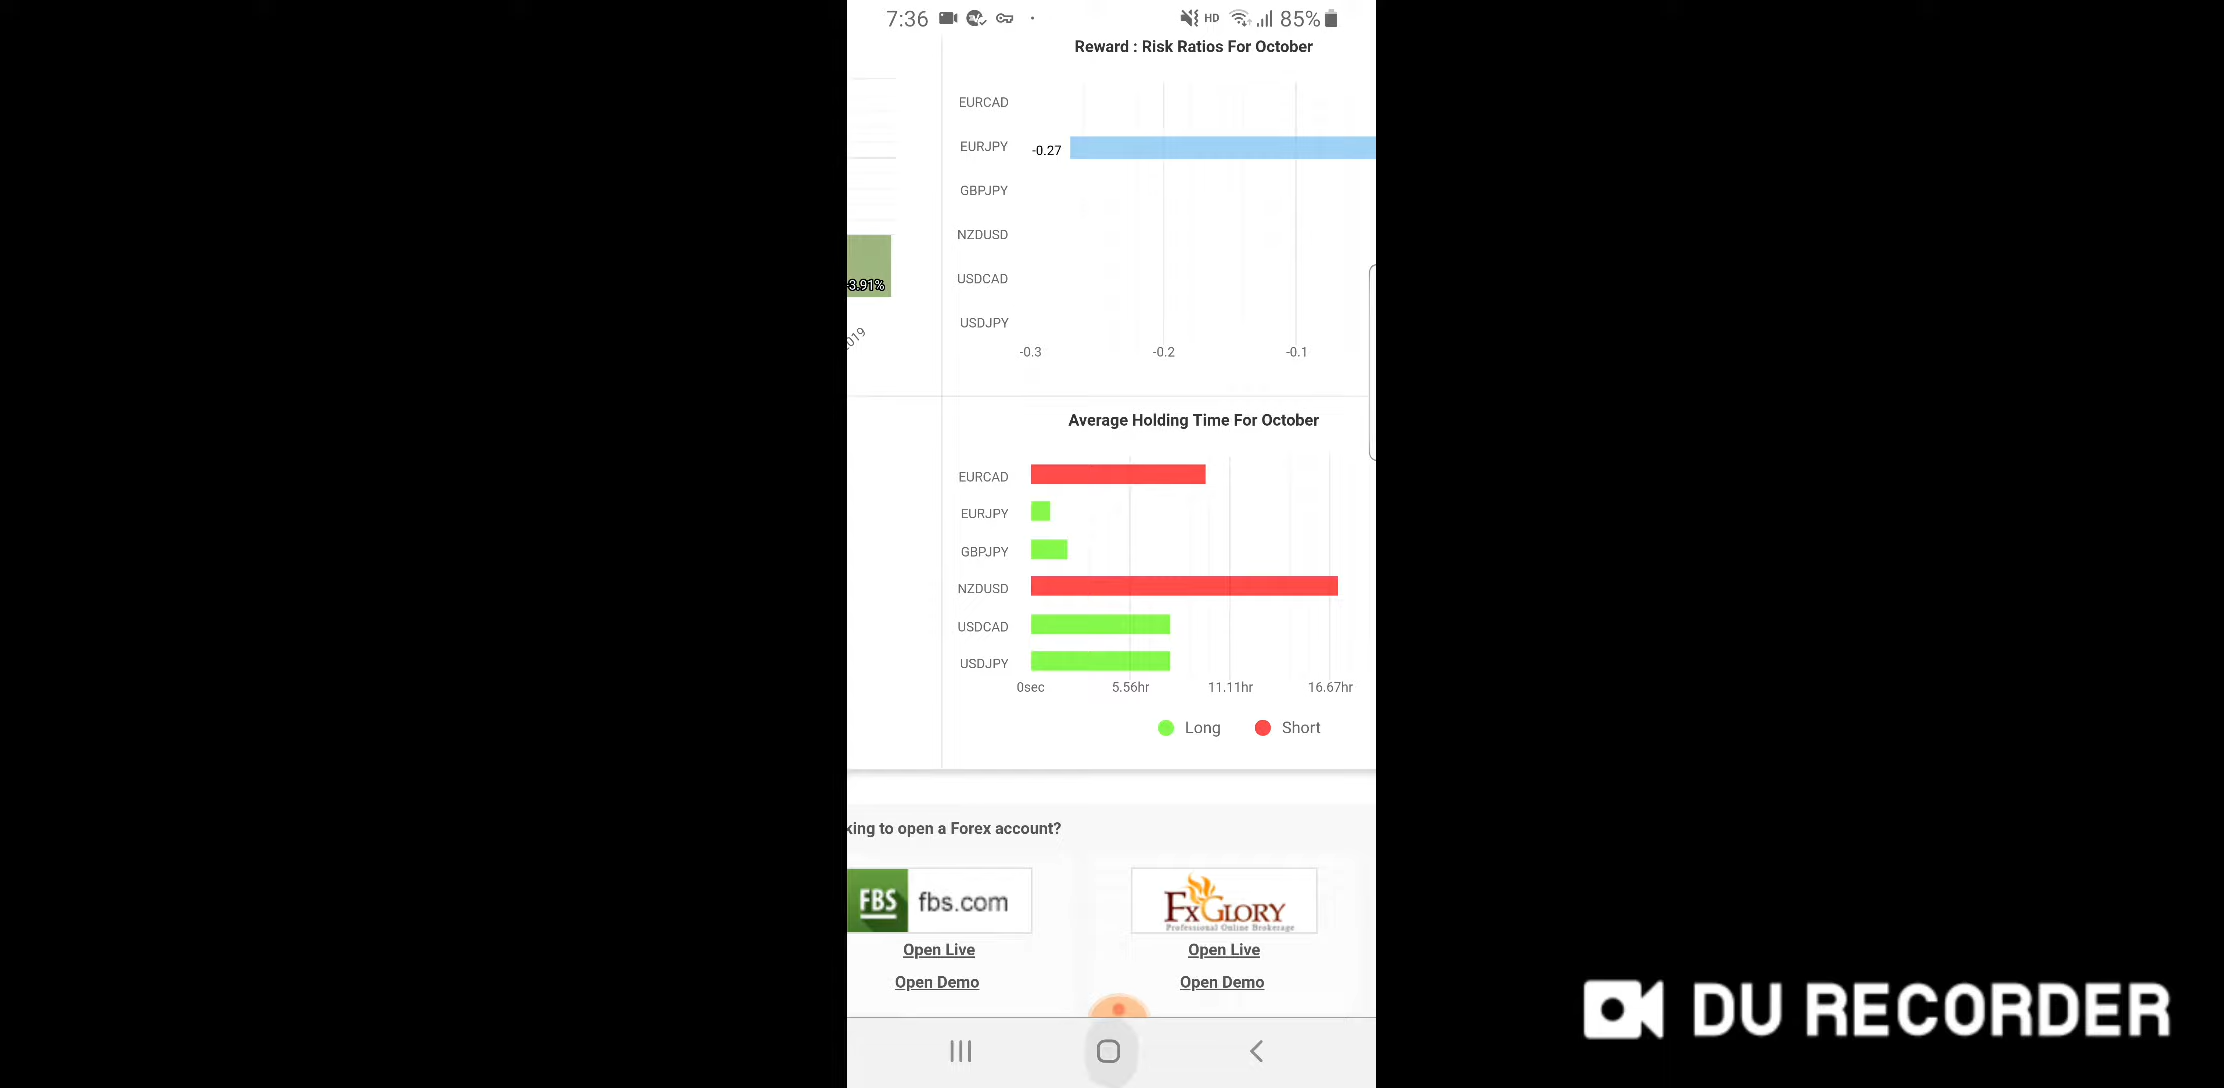 7:36 HD 85%
Reward : Risk Ratios For October
EURCAD
EURJPY -0.27
GBPJPY
NZDUSD
USDCAD
USDJPY
-0.3 -0.2 -0.1
-3.91%
2019
Average Holding Time For October
EURCAD
EURJPY
GBPJPY
NZDUSD
USDCAD
USDJPY
0sec 5.56hr 11.11hr 16.67hr
Long Short
king to open a Forex account?
FBS fbs.com
FXGLORY
Professional Online Brokerage
Open Live Open Live
Open Demo Open Demo
DU RECORDER